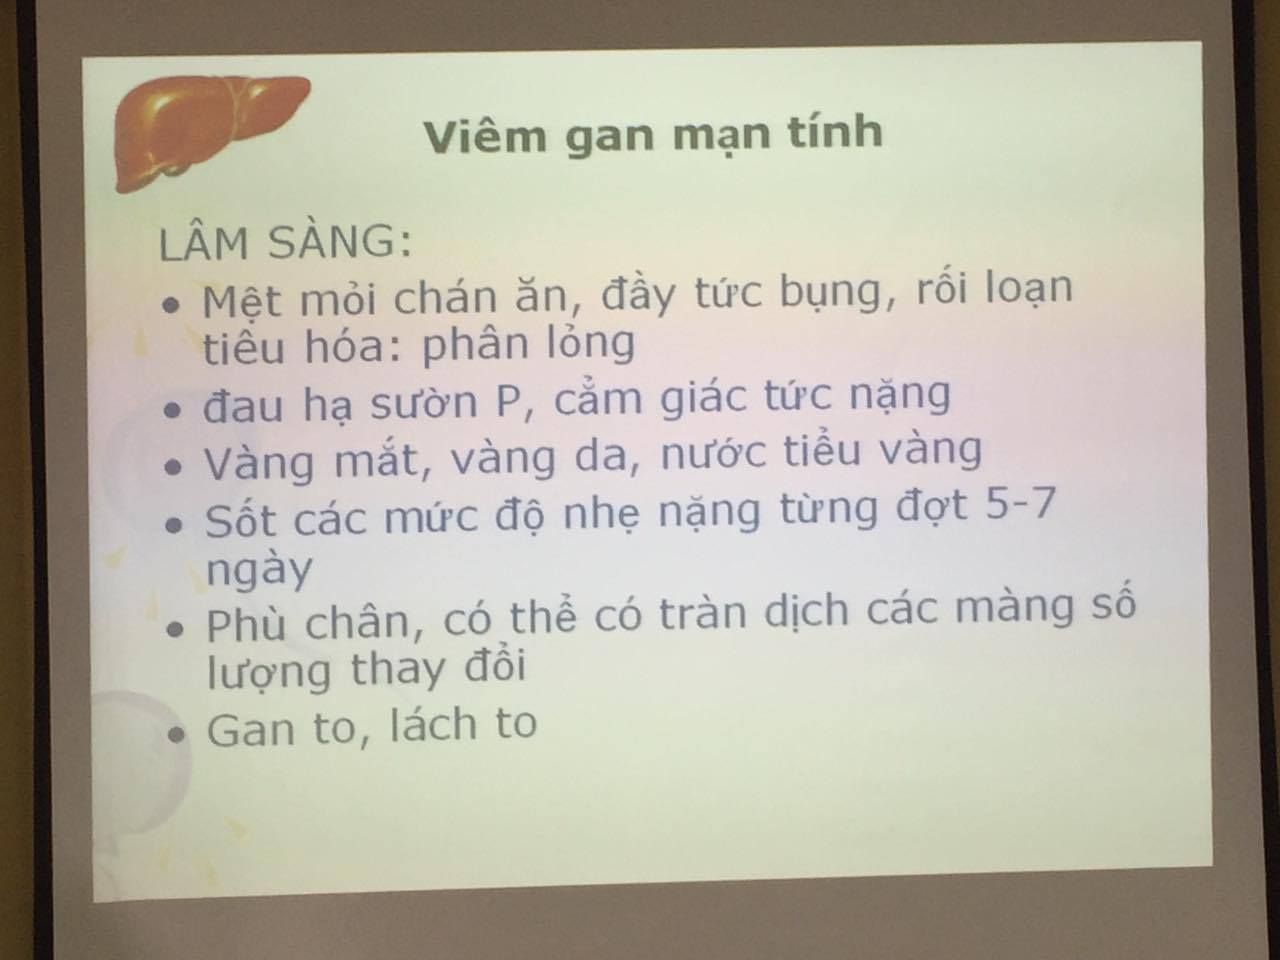 Viêm gan mạn tính
LÂM SÀNG:
• Mệt mỏi chán ăn, đầy tức bụng, rối loạn
tiêu hóa: phân lỏng
• đau hạ sườn P, cẳm giác tức nặng
• Vàng mắt, vàng da, nước tiểu vàng
• Sốt các mức độ nhẹ nặng từng đợt 5-7
ngày
• Phù chân, có thể có tràn dịch các màng số
lượng thay đổi
• Gan to, lách to